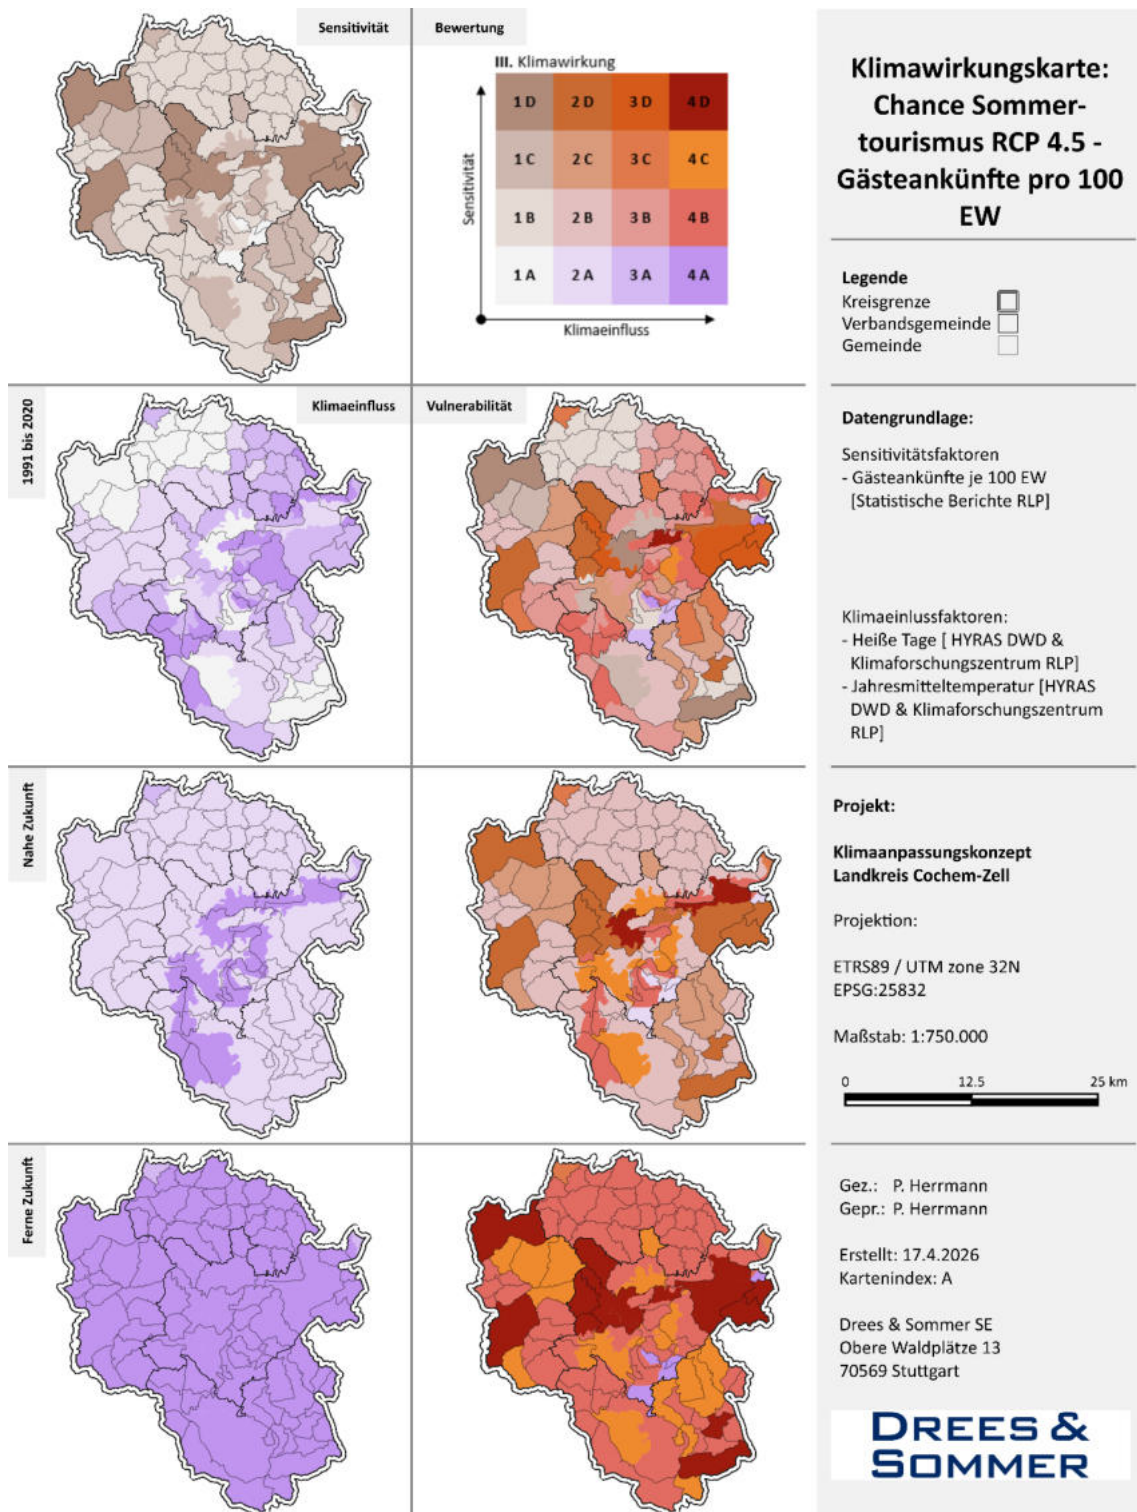 Sensitivität
Bewertung
III. Klimawirkung
1 D 2 D 3 D 4 D
1 C 2 C 3 C 4 C
1 B 2 B 3 B 4 B
1 A 2 A 3 A 4 A
Sensitivität
Klimaeinfluss
1991 bis 2020
Klimaeinfluss
Vulnerabilität
Nahe Zukunft
Ferne Zukunft
Klimawirkungskarte:
Chance Sommer-
tourismus RCP 4.5 -
Gästeankünfte pro 100
EW
Legende
Kreisgrenze
Verbandsgemeinde
Gemeinde
Datengrundlage:
Sensitivitätsfaktoren
- Gästeankünfte je 100 EW
[Statistische Berichte RLP]
Klimaeinlussfaktoren:
- Heiße Tage [ HYRAS DWD &
Klimaforschungszentrum RLP]
- Jahresmitteltemperatur [HYRAS
DWD & Klimaforschungszentrum
RLP]
Projekt:
Klimaanpassungskonzept
Landkreis Cochem-Zell
Projektion:
ETRS89 / UTM zone 32N
EPSG:25832
Maßstab: 1:750.000
0 12.5 25 km
Gez.: P. Herrmann
Gepr.: P. Herrmann
Erstellt: 17.4.2026
Kartenindex: A
Drees & Sommer SE
Obere Waldplätze 13
70569 Stuttgart
DREES &
SOMMER